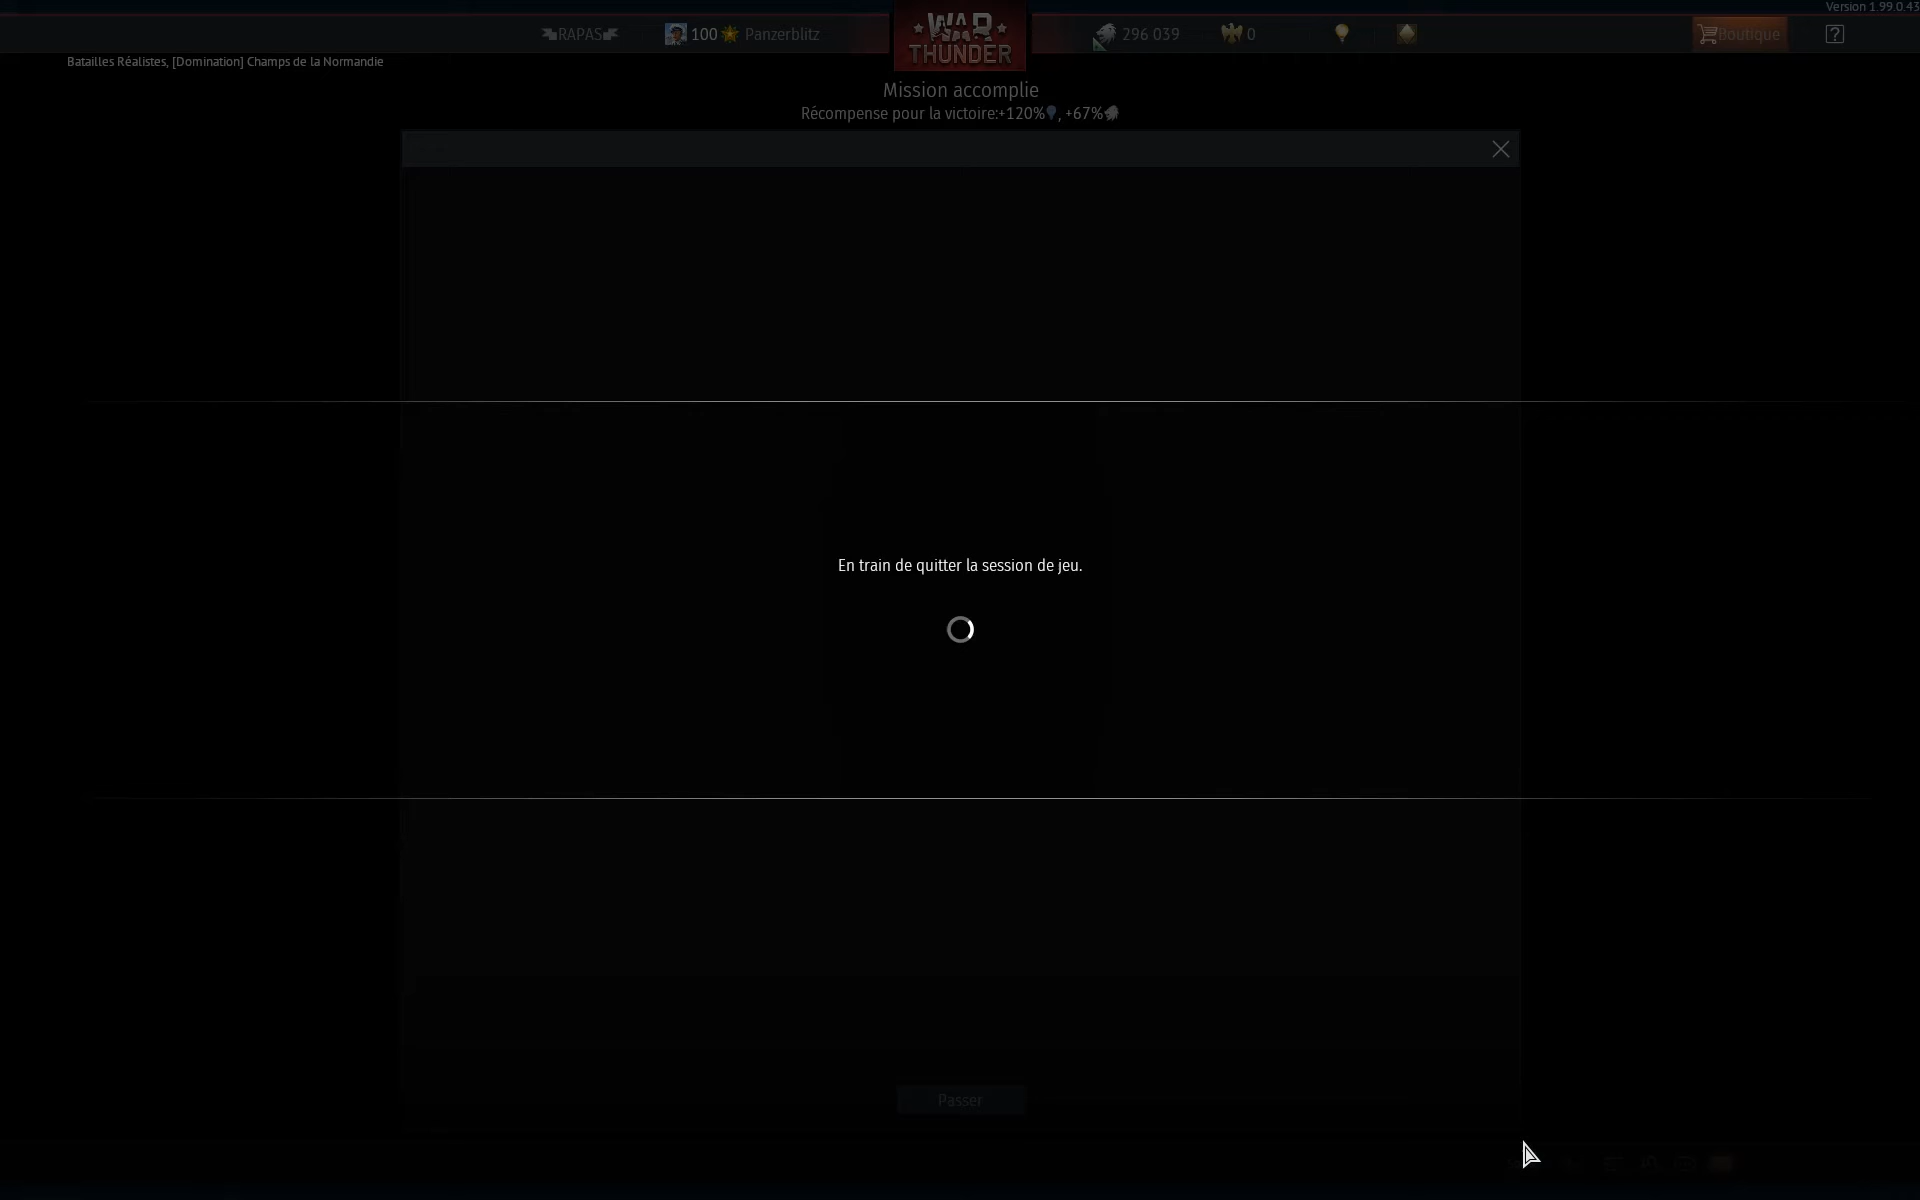 Version 1.99.0.43
RAPAS 100 Panzerblitz WAR THUNDER 296 039 0 Boutique ?
Batailles Réalistes, [Domination] Champs de la Normandie
Mission accomplie
Récompense pour la victoire:+120%, +67%
En train de quitter la session de jeu.
Passer